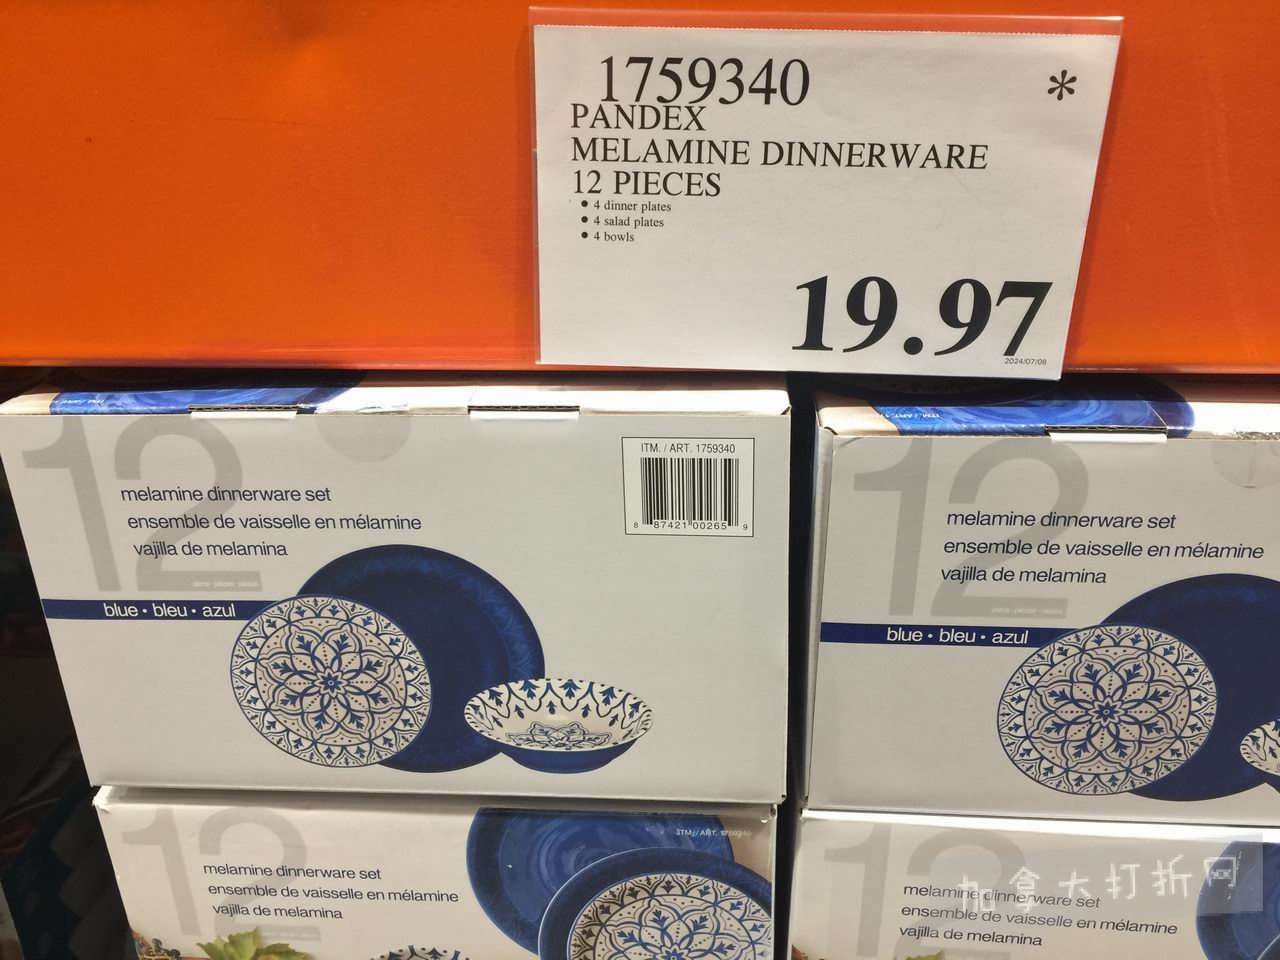 1759340 *
PANDEX
MELAMINE DINNERWARE
12 PIECES
• 4 dinner plates
• 4 salad plates
• 4 bowls
19.97
2024/07/08
12
melamine dinnerware set
ensemble de vaisselle en mélamine
vajilla de melamina
blue • bleu • azul
ITM. / ART. 1759340
8 87421 00265 9
12
melamine dinnerware set
ensemble de vaisselle en mélamine
vajilla de melamina
blue • bleu • azul
12
melamine dinnerware set
ensemble de vaisselle en mélamine
vajilla de melamina
ITM./ ART. 1759340
12
melamine dinnerware set
ensemble de vaisselle en mélamine
vajilla de melamina
加拿大打折网